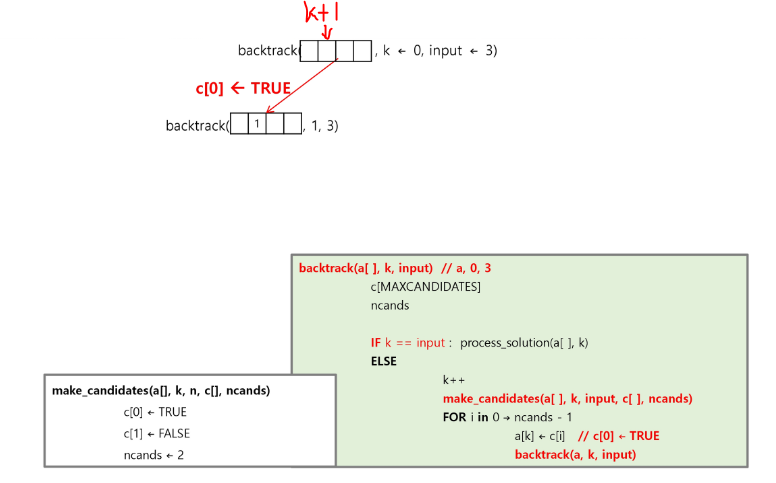 k+1
backtrack( , k ← 0, input ← 3)
c[0] ← TRUE
backtrack( 1 , 1, 3)
backtrack(a[ ], k, input) // a, 0, 3
c[MAXCANDIDATES]
ncands
IF k == input : process_solution(a[ ], k)
ELSE
k++
make_candidates(a[ ], k, input, c[ ], ncands)
FOR i in 0 → ncands - 1
a[k] ← c[i] // c[0] ← TRUE
backtrack(a, k, input)
make_candidates(a[], k, n, c[], ncands)
c[0] ← TRUE
c[1] ← FALSE
ncands ← 2